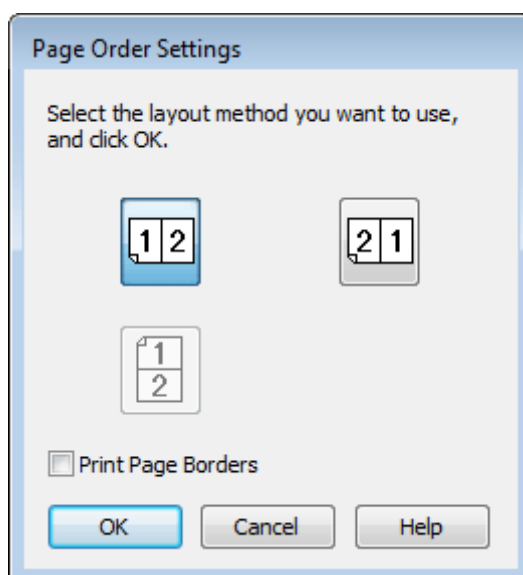 Page Order Settings
Select the layout method you want to use,
and click OK.
1 2
2 1
1
2
Print Page Borders
OK Cancel Help